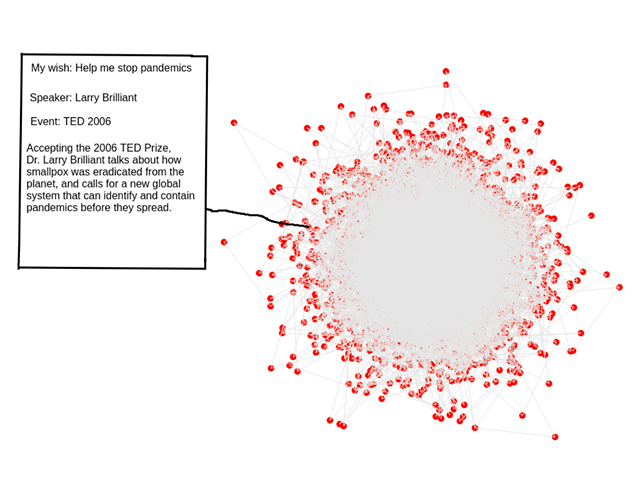 My wish: Help me stop pandemics
Speaker: Larry Brilliant
Event: TED 2006
Accepting the 2006 TED Prize,
Dr. Larry Brilliant talks about how
smallpox was eradicated from the
planet, and calls for a new global
system that can identify and contain
pandemics before they spread.